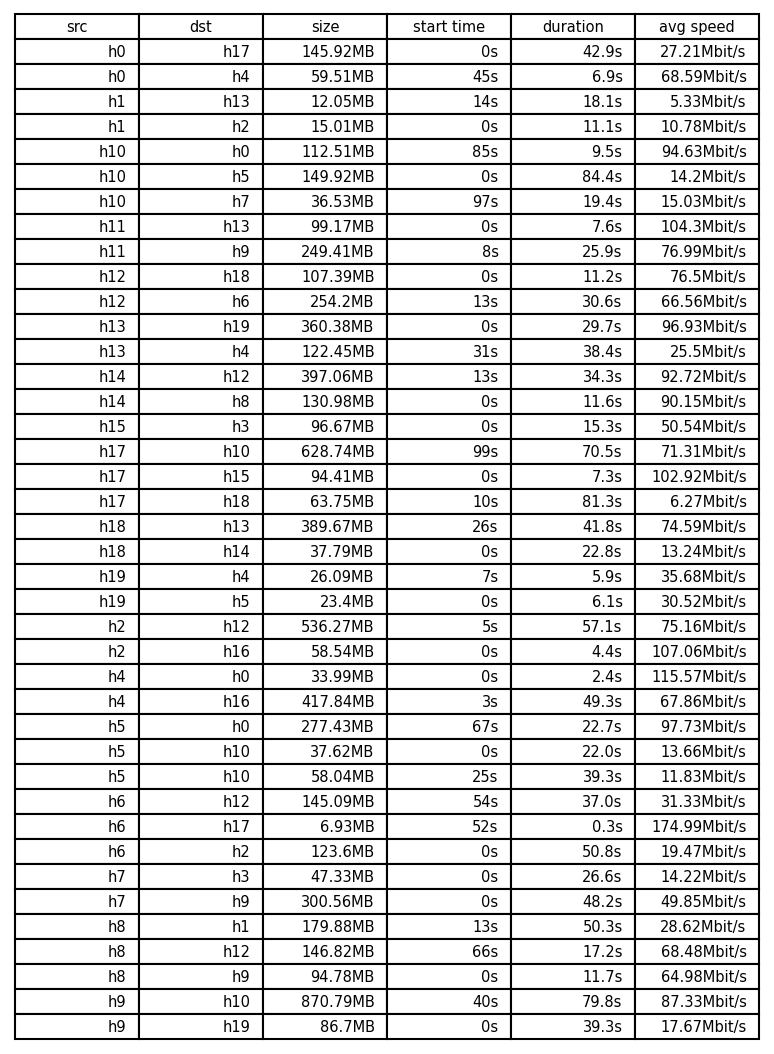 src dst size start time duration avg speed
h0 h17 145.92MB 0s 42.9s 27.21Mbit/s
h0 h4 59.51MB 45s 6.9s 68.59Mbit/s
h1 h13 12.05MB 14s 18.1s 5.33Mbit/s
h1 h2 15.01MB 0s 11.1s 10.78Mbit/s
h10 h0 112.51MB 85s 9.5s 94.63Mbit/s
h10 h5 149.92MB 0s 84.4s 14.2Mbit/s
h10 h7 36.53MB 97s 19.4s 15.03Mbit/s
h11 h13 99.17MB 0s 7.6s 104.3Mbit/s
h11 h9 249.41MB 8s 25.9s 76.99Mbit/s
h12 h18 107.39MB 0s 11.2s 76.5Mbit/s
h12 h6 254.2MB 13s 30.6s 66.56Mbit/s
h13 h19 360.38MB 0s 29.7s 96.93Mbit/s
h13 h4 122.45MB 31s 38.4s 25.5Mbit/s
h14 h12 397.06MB 13s 34.3s 92.72Mbit/s
h14 h8 130.98MB 0s 11.6s 90.15Mbit/s
h15 h3 96.67MB 0s 15.3s 50.54Mbit/s
h17 h10 628.74MB 99s 70.5s 71.31Mbit/s
h17 h15 94.41MB 0s 7.3s 102.92Mbit/s
h17 h18 63.75MB 10s 81.3s 6.27Mbit/s
h18 h13 389.67MB 26s 41.8s 74.59Mbit/s
h18 h14 37.79MB 0s 22.8s 13.24Mbit/s
h19 h4 26.09MB 7s 5.9s 35.68Mbit/s
h19 h5 23.4MB 0s 6.1s 30.52Mbit/s
h2 h12 536.27MB 5s 57.1s 75.16Mbit/s
h2 h16 58.54MB 0s 4.4s 107.06Mbit/s
h4 h0 33.99MB 0s 2.4s 115.57Mbit/s
h4 h16 417.84MB 3s 49.3s 67.86Mbit/s
h5 h0 277.43MB 67s 22.7s 97.73Mbit/s
h5 h10 37.62MB 0s 22.0s 13.66Mbit/s
h5 h10 58.04MB 25s 39.3s 11.83Mbit/s
h6 h12 145.09MB 54s 37.0s 31.33Mbit/s
h6 h17 6.93MB 52s 0.3s 174.99Mbit/s
h6 h2 123.6MB 0s 50.8s 19.47Mbit/s
h7 h3 47.33MB 0s 26.6s 14.22Mbit/s
h7 h9 300.56MB 0s 48.2s 49.85Mbit/s
h8 h1 179.88MB 13s 50.3s 28.62Mbit/s
h8 h12 146.82MB 66s 17.2s 68.48Mbit/s
h8 h9 94.78MB 0s 11.7s 64.98Mbit/s
h9 h10 870.79MB 40s 79.8s 87.33Mbit/s
h9 h19 86.7MB 0s 39.3s 17.67Mbit/s